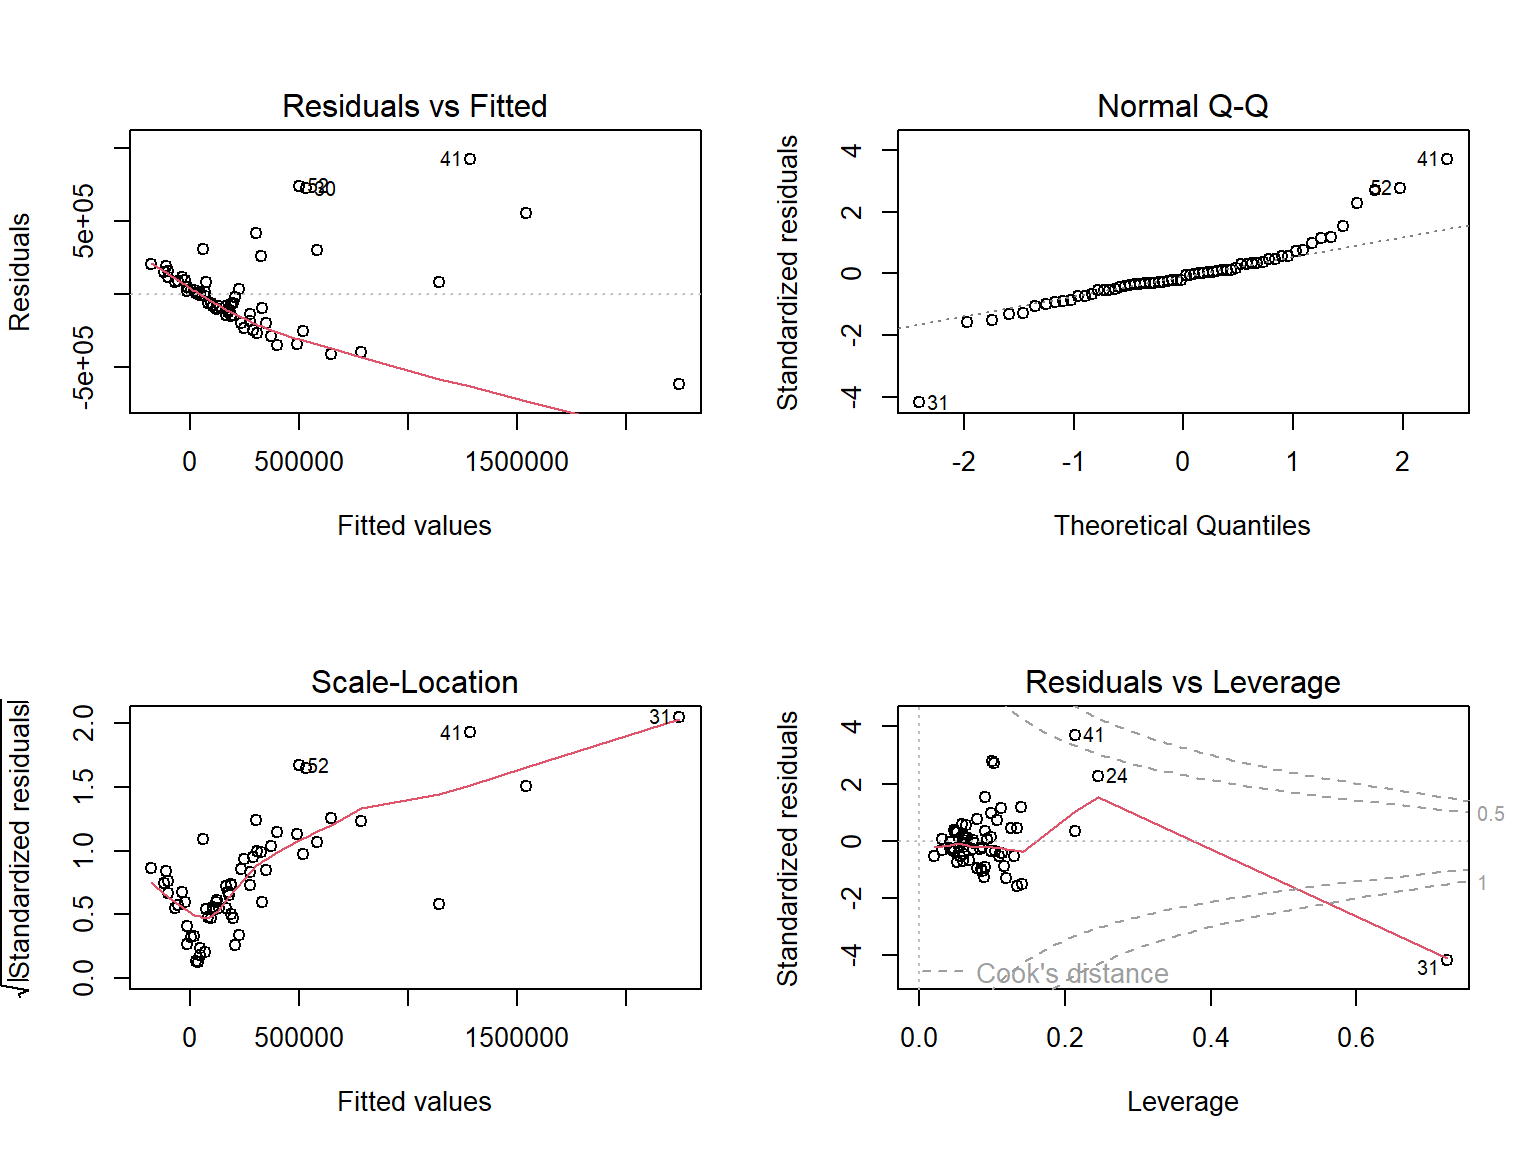 Residuals vs Fitted
Residuals
5e+05
-5e+05
41
52
30
0
500000
1500000
Fitted values
Normal Q-Q
Standardized residuals
4
2
0
-2
-4
41
52
31
-2
-1
0
1
2
Theoretical Quantiles
Scale-Location
√|Standardized residuals|
2.0
1.5
1.0
0.5
0.0
41
31
52
0
500000
1500000
Fitted values
Residuals vs Leverage
Standardized residuals
4
2
0
-2
-4
41
24
31
0.5
1
Cook's distance
0.0
0.2
0.4
0.6
Leverage